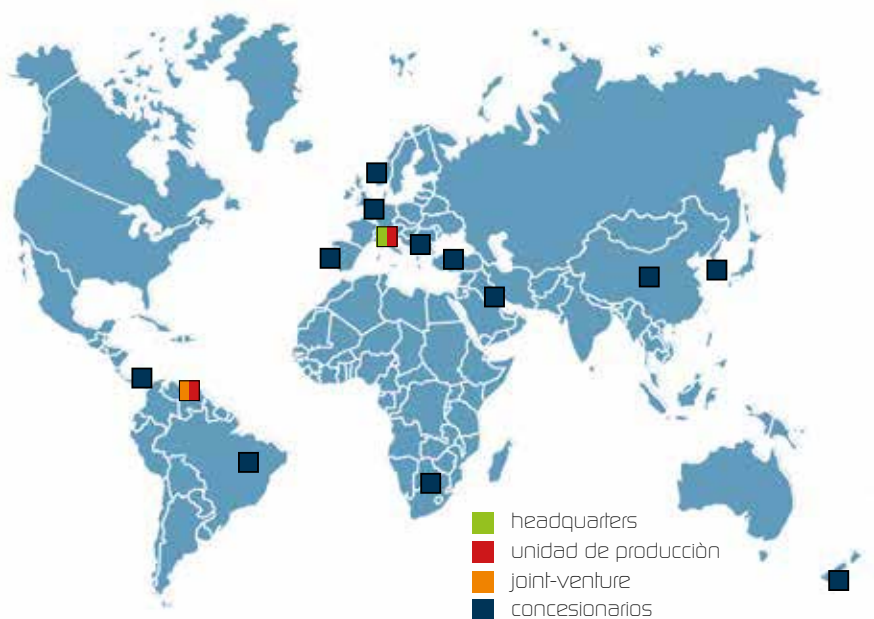 headquarters
unidad de producciòn
joint-venture
concesionarios